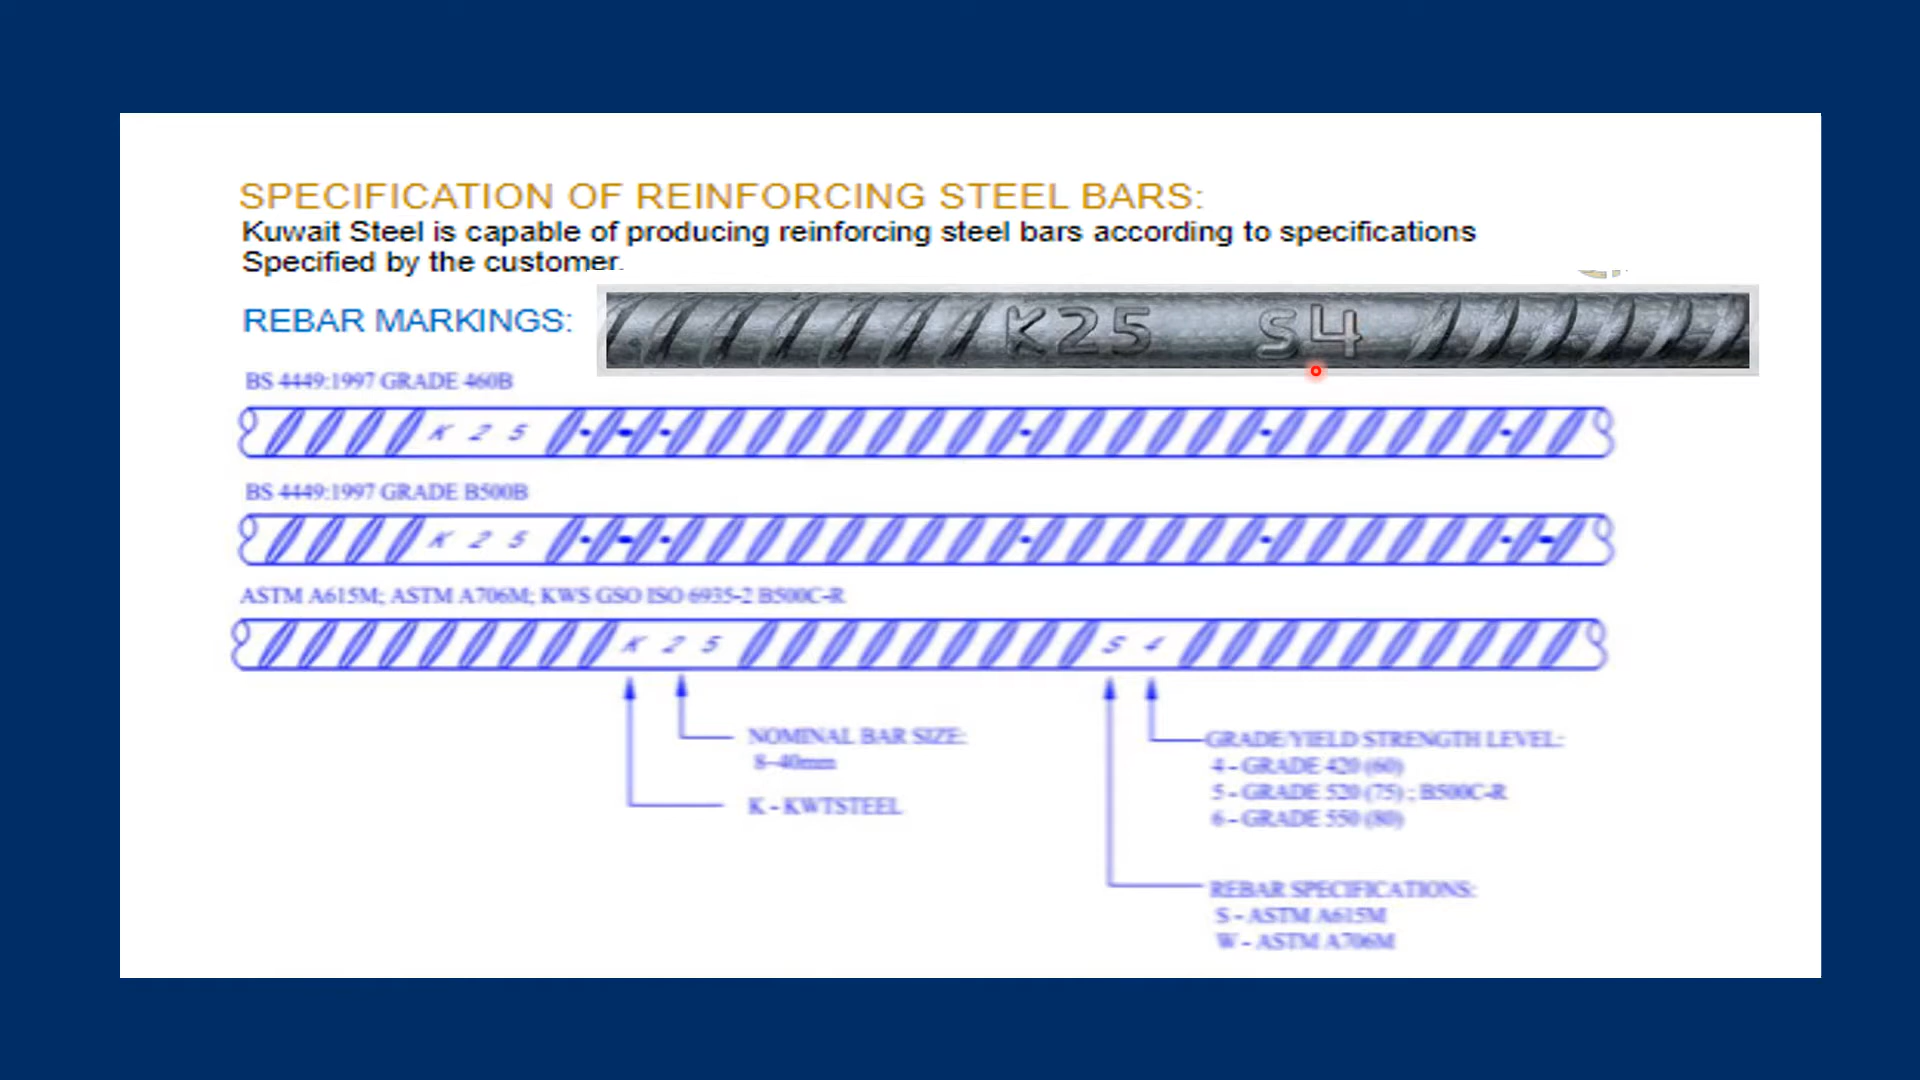 SPECIFICATION OF REINFORCING STEEL BARS:
Kuwait Steel is capable of producing reinforcing steel bars according to specifications
Specified by the customer.
REBAR MARKINGS:
K25 S4
BS 4449:1997 GRADE 460B
K 2 5
BS 4449:1997 GRADE B500B
K 2 5
ASTM A615M; ASTM A706M; KWS GSO ISO 6935-2 B500C-R
K 2 5 S 4
NOMINAL BAR SIZE:
8-40mm
K - KWTSTEEL
GRADE/YIELD STRENGTH LEVEL:
4 - GRADE 420 (60)
5 - GRADE 520 (75) ; B500C-R
6 - GRADE 550 (80)
REBAR SPECIFICATIONS:
S - ASTM A615M
W - ASTM A706M